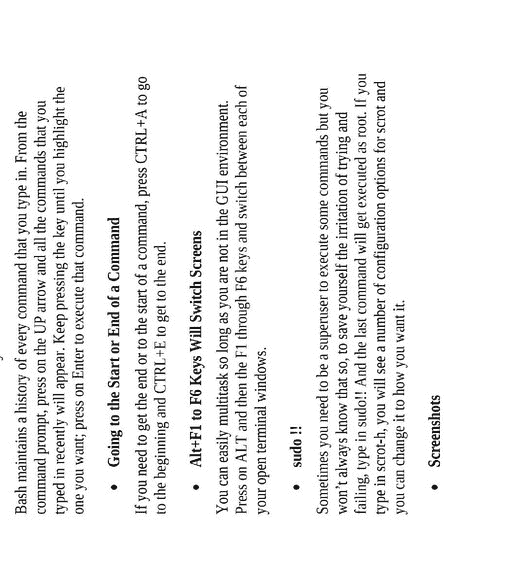 Bash maintains a history of every command that you type in. From the
command prompt, press on the UP arrow and all the commands that you
typed in recently will appear. Keep pressing the key until you highlight the
one you want; press on Enter to execute that command.
• Going to the Start or End of a Command
If you need to get the end or to the start of a command, press CTRL+A to go
to the beginning and CTRL+E to get to the end.
• Alt+F1 to F6 Keys Will Switch Screens
You can easily multitask so long as you are not in the GUI environment.
Press on ALT and then the F1 through F6 keys and switch between each of
your open terminal windows.
• sudo !!
Sometimes you need to be a superuser to execute some commands but you
won't always know that so, to save yourself the irritation of trying and
failing, type in sudo!! And the last command will get executed as root. If you
type in scrot-h, you will see a number of configuration options for scrot and
you can change it to how you want it.
• Screenshots